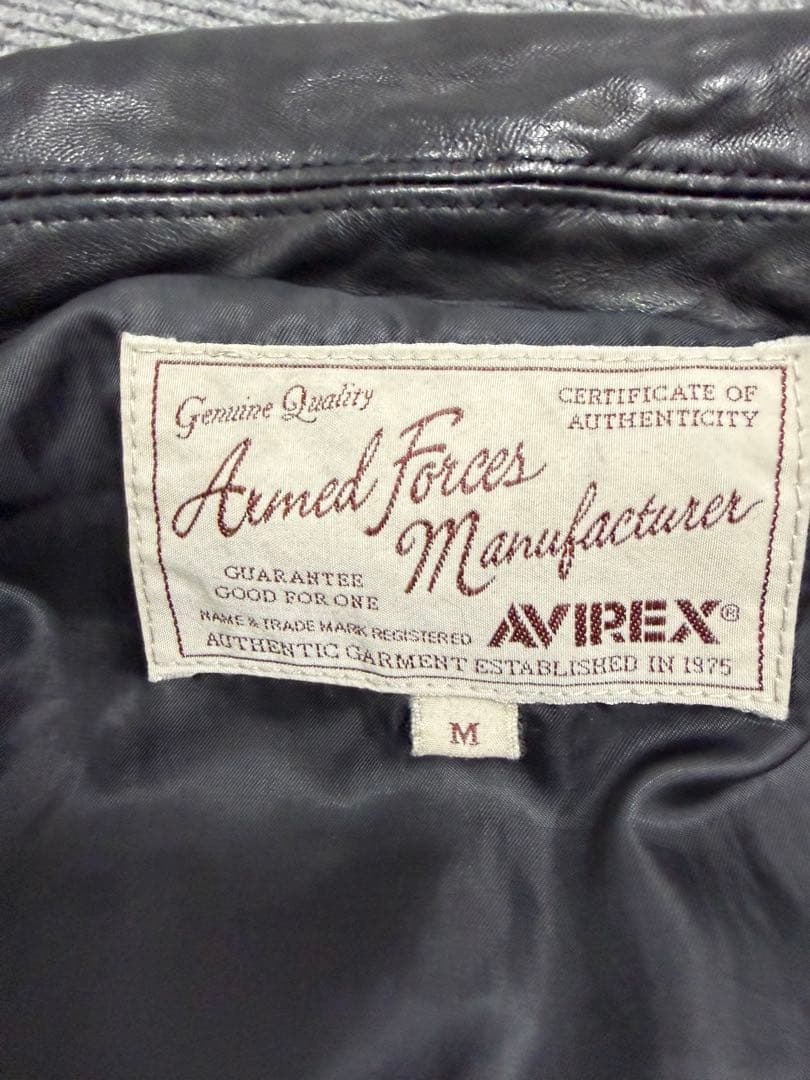 Genuine Quality
CERTIFICATE OF
AUTHENTICITY
Armed Forces
Manufacturer
GUARANTEE
GOOD FOR ONE
NAME & TRADE MARK REGISTERED
AVIREX®
AUTHENTIC GARMENT ESTABLISHED IN 1975
M